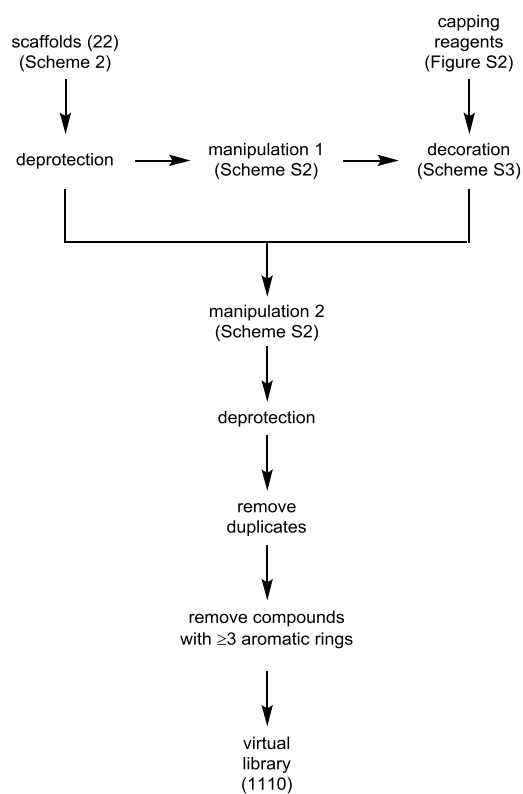 scaffolds (22)
(Scheme 2)
capping
reagents
(Figure S2)
deprotection
manipulation 1
(Scheme S2)
decoration
(Scheme S3)
manipulation 2
(Scheme S2)
deprotection
remove
duplicates
remove compounds
with ≥3 aromatic rings
virtual
library
(1110)